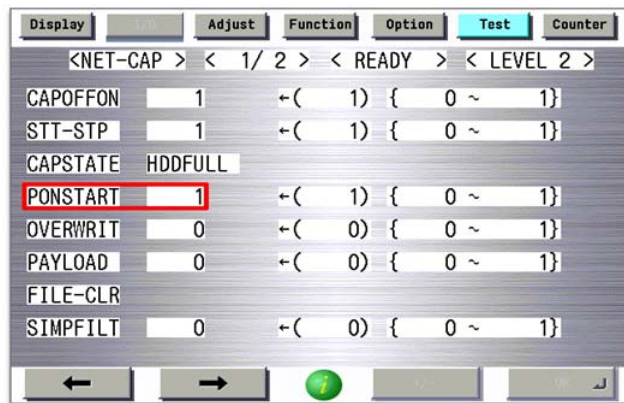 Display I/O Adjust Function Option Test Counter
<NET-CAP > < 1/ 2 > < READY > < LEVEL 2 >
CAPOFFON 1 ←( 1) { 0 ~ 1}
STT-STP 1 ←( 1) { 0 ~ 1}
CAPSTATE HDDFULL
PONSTART 1 ←( 1) { 0 ~ 1}
OVERWRIT 0 ←( 0) { 0 ~ 1}
PAYLOAD 0 ←( 0) { 0 ~ 1}
FILE-CLR
SIMPFILT 0 ←( 0) { 0 ~ 1}
← → i +/- OK